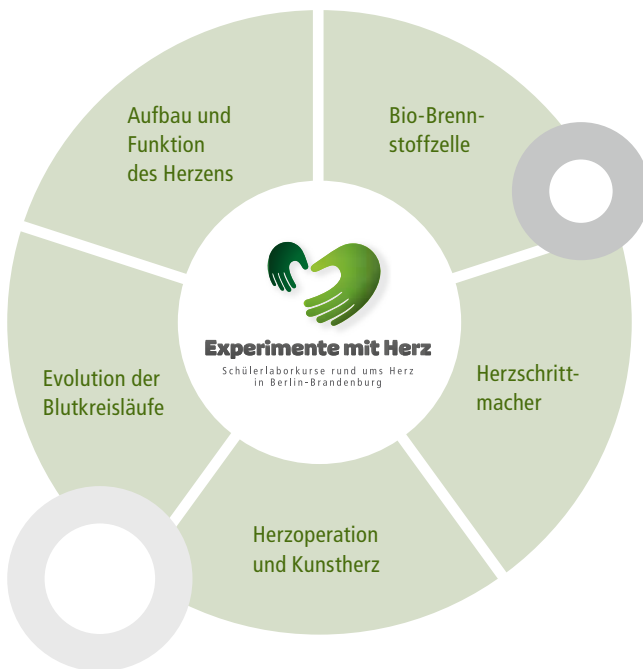 Aufbau und
Funktion
des Herzens
Bio-Brenn-
stoffzelle
Experimente mit Herz
Schülerlaborkurse rund ums Herz
in Berlin-Brandenburg
Evolution der
Blutkreisläufe
Herzschritt-
macher
Herzoperation
und Kunstherz